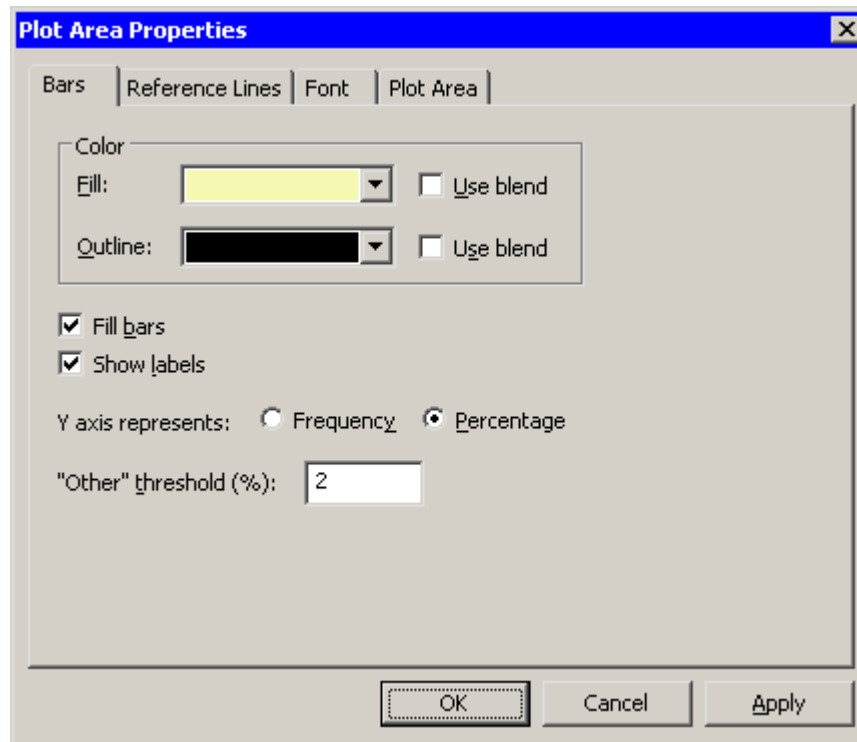 Plot Area Properties
Bars Reference Lines Font Plot Area
Color
Fill: Use blend
Outline: Use blend
Fill bars
Show labels
Y axis represents: Frequency Percentage
"Other" threshold (%): 2
OK Cancel Apply